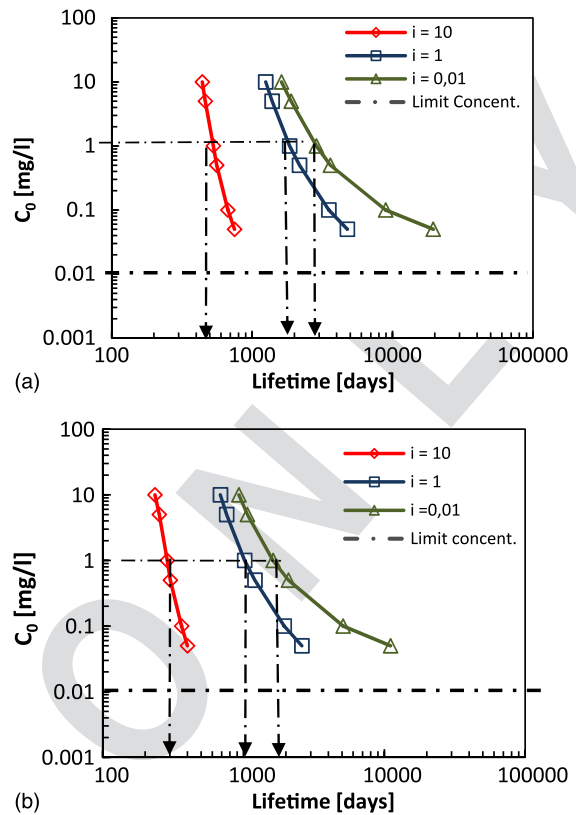 100
10
1
0.1
0.01
0.001
C₀ [mg/l]
i = 10
i = 1
i = 0,01
Limit Concent.
100 1000 10000 100000
(a) Lifetime [days]
100
10
1
0.1
0.01
0.001
C₀ [mg/l]
i = 10
i = 1
i =0,01
Limit concent.
100 1000 10000 100000
(b) Lifetime [days]
ONLY